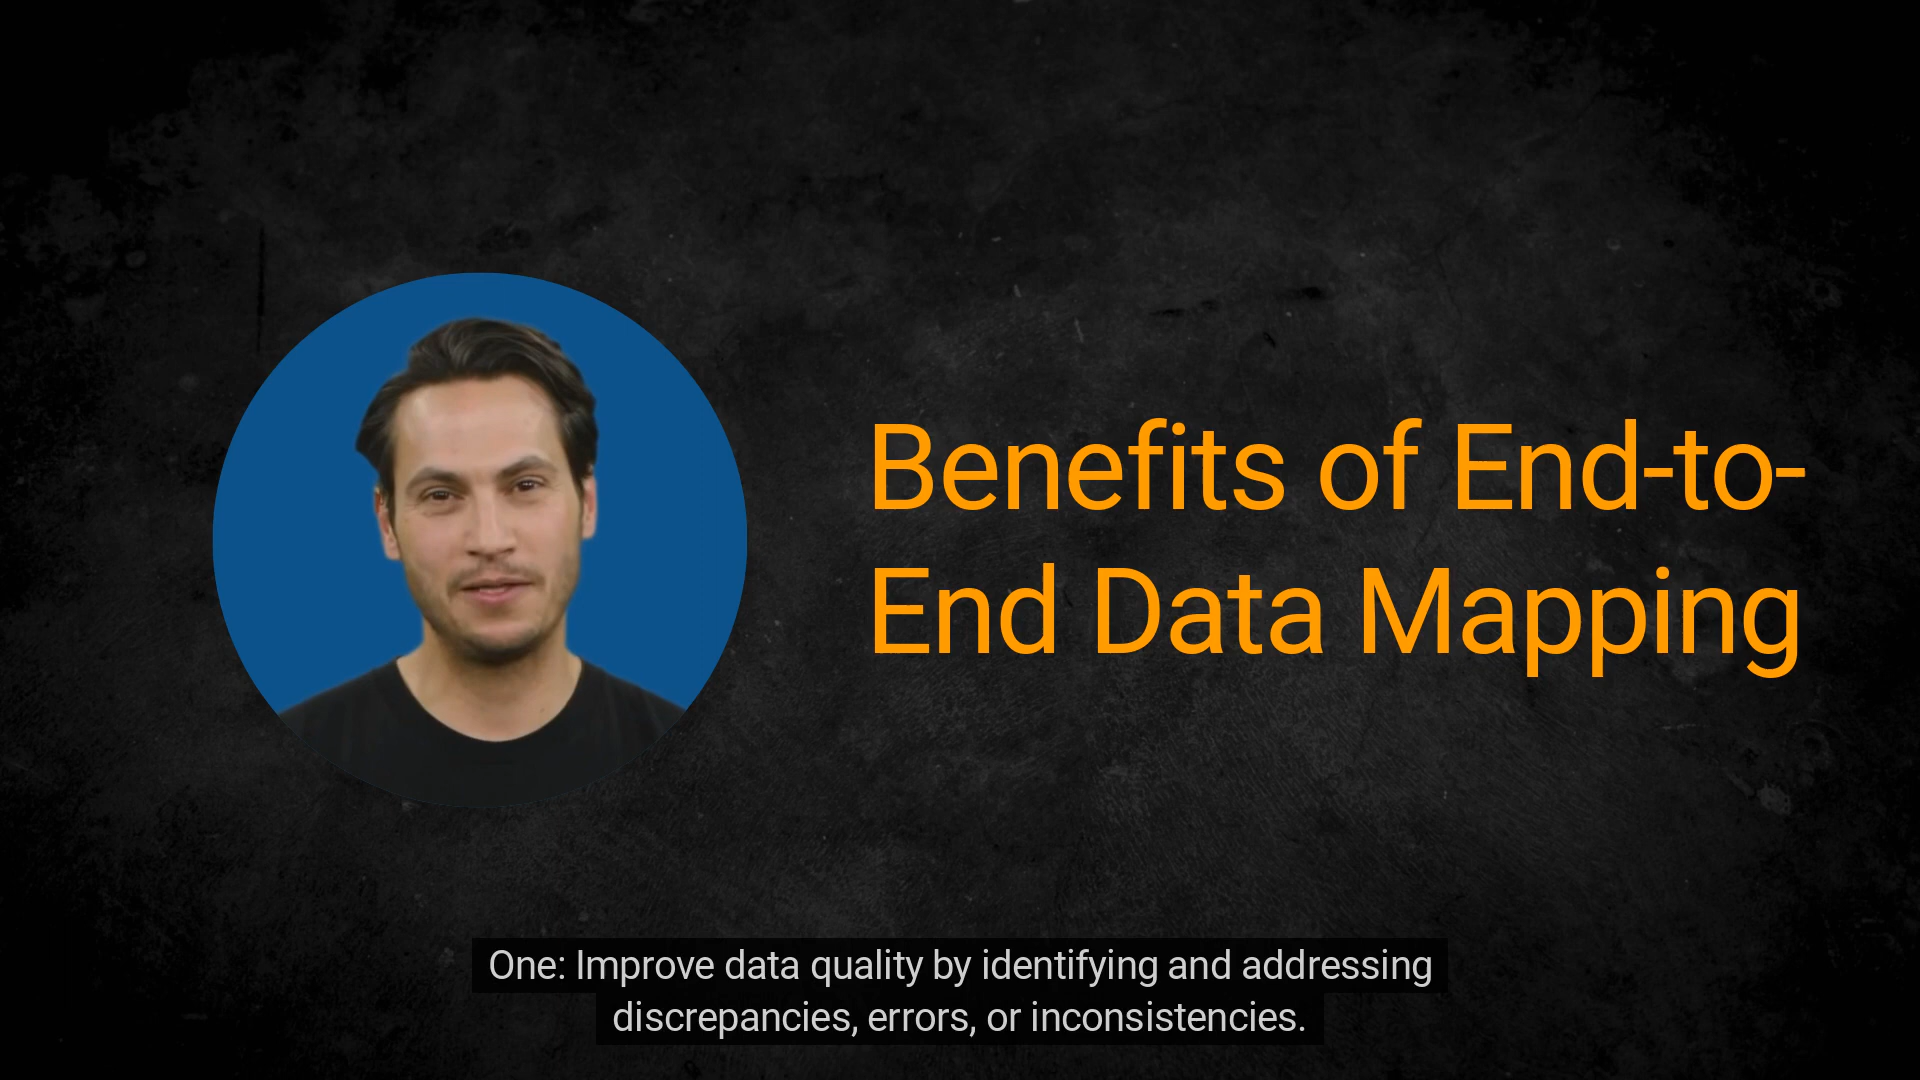 Benefits of End-to-
End Data Mapping
One: Improve data quality by identifying and addressing
discrepancies, errors, or inconsistencies.